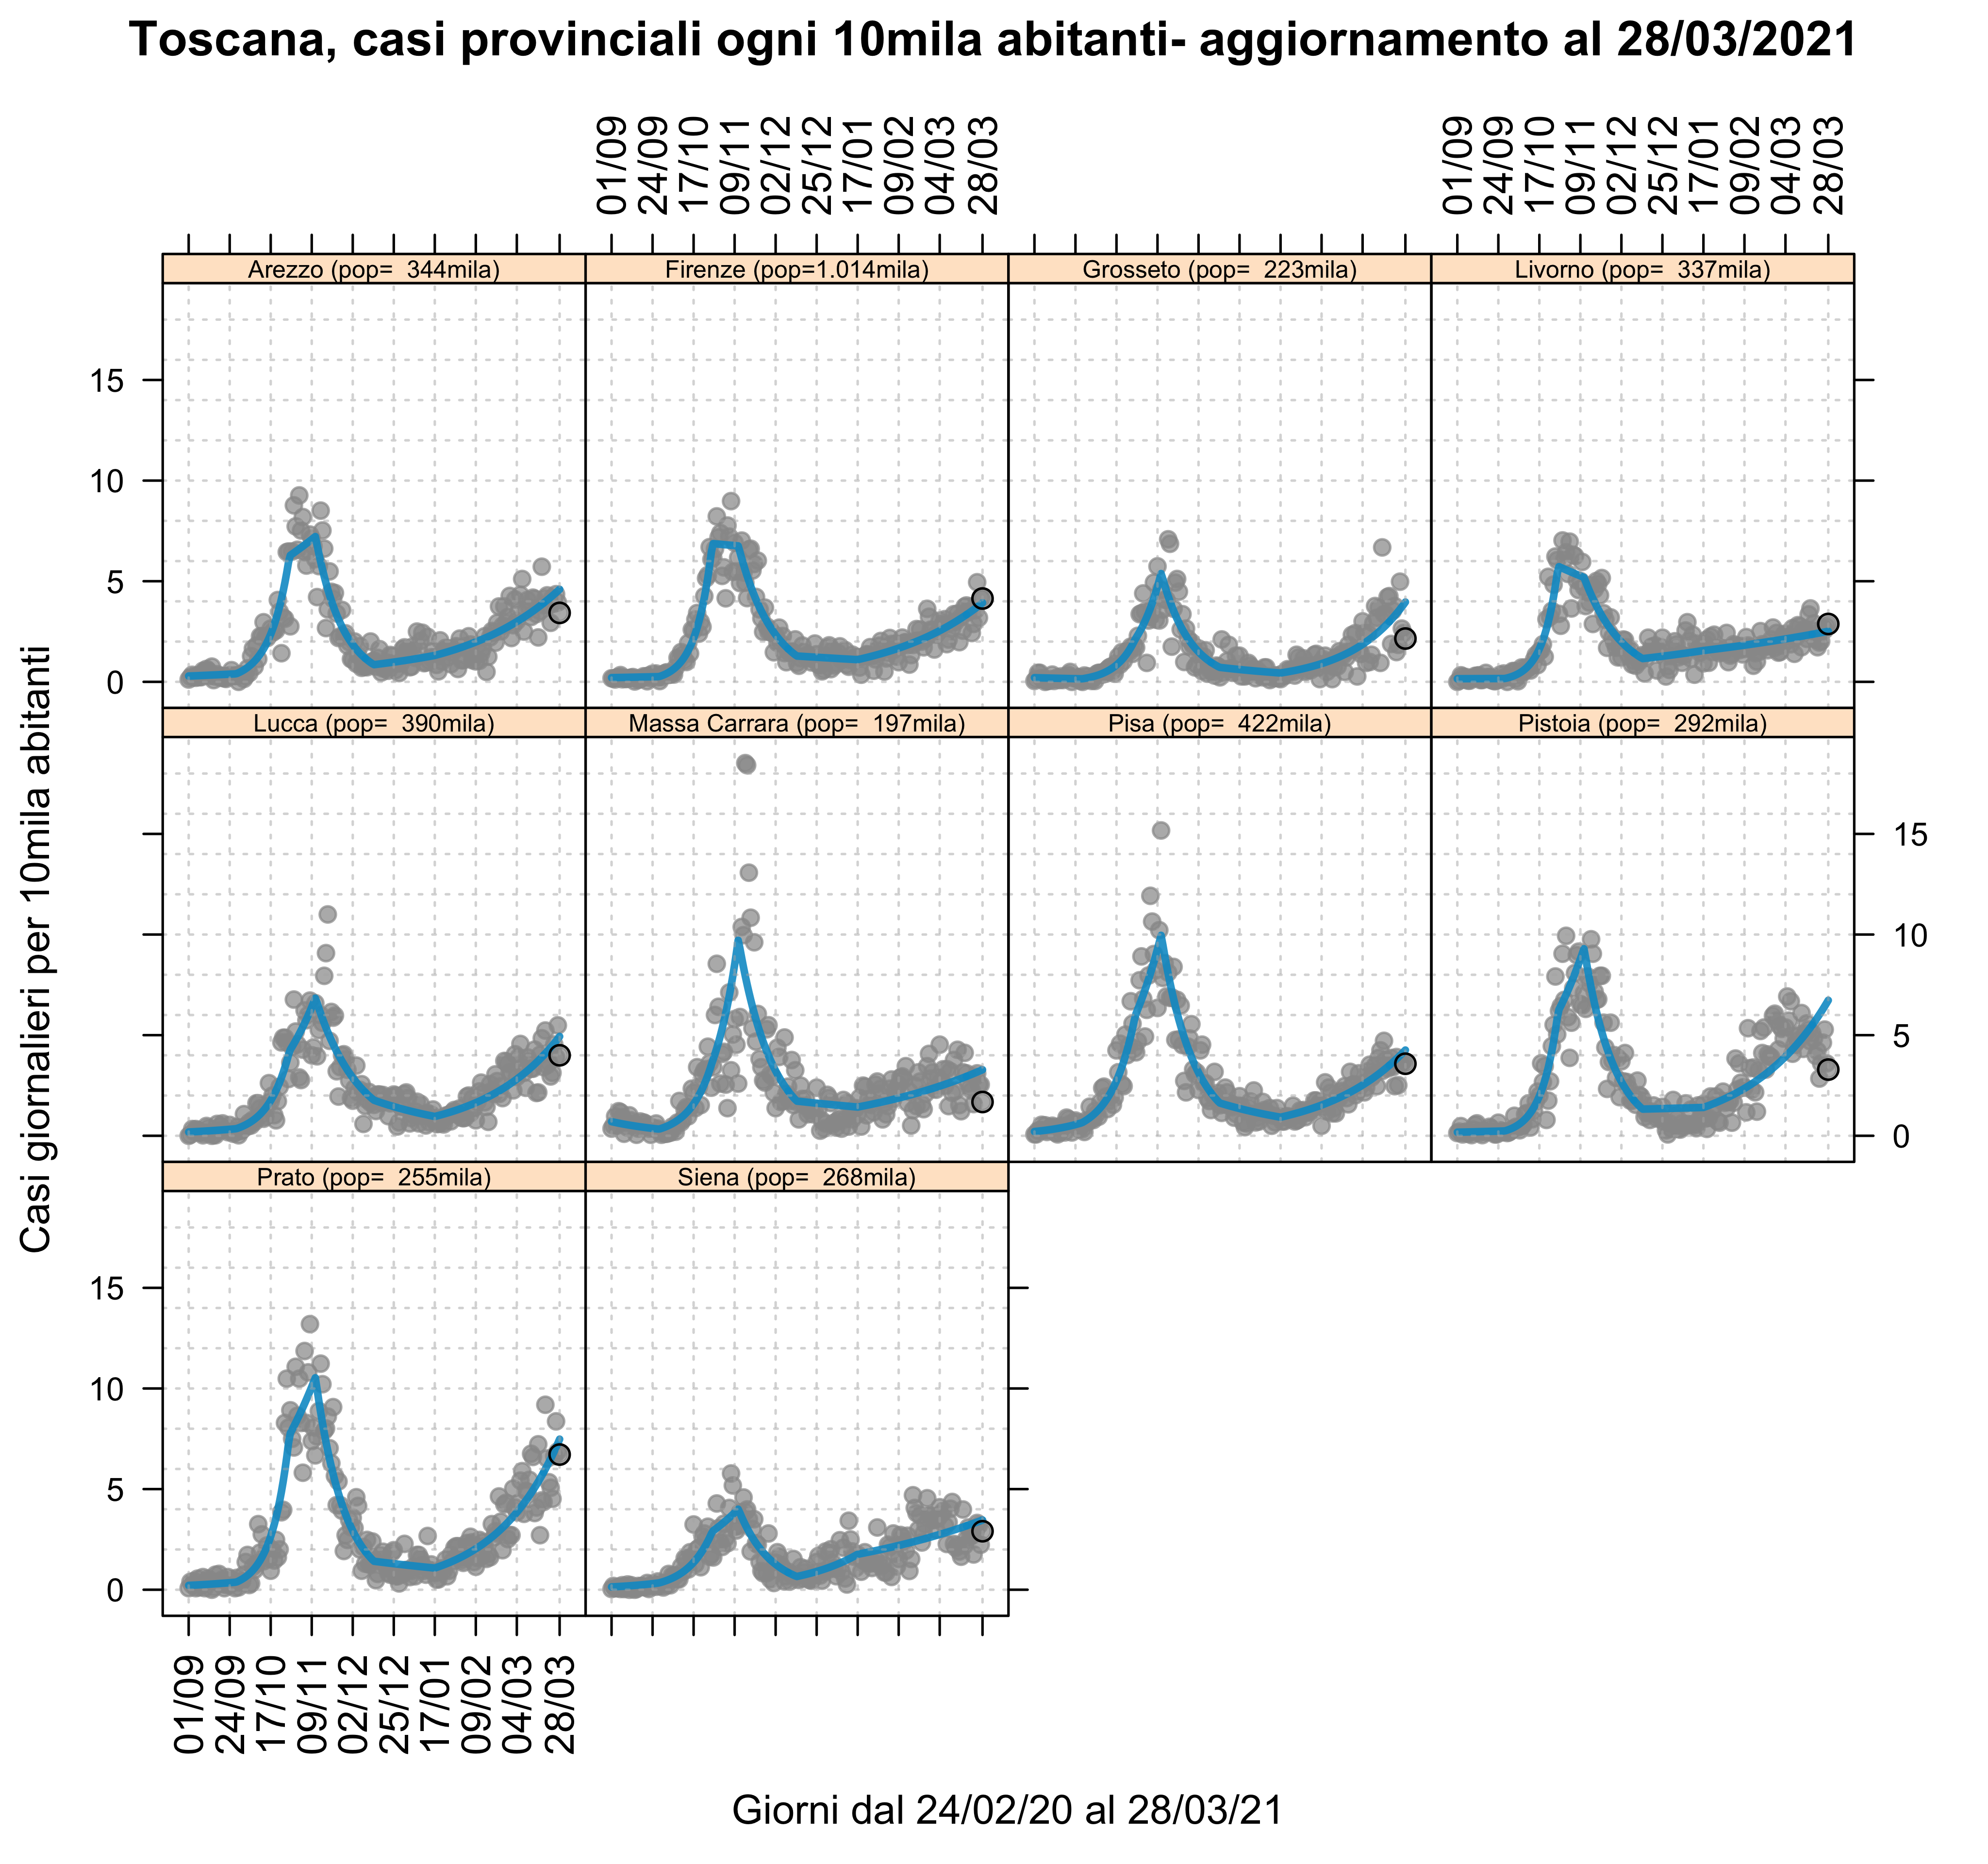 Toscana, casi provinciali ogni 10mila abitanti- aggiornamento al 28/03/2021
01/09 24/09 17/10 09/11 02/12 25/12 17/01 09/02 04/03 28/03
01/09 24/09 17/10 09/11 02/12 25/12 17/01 09/02 04/03 28/03
Arezzo (pop= 344mila)
Firenze (pop=1.014mila)
Grosseto (pop= 223mila)
Livorno (pop= 337mila)
15
10
5
0
Casi giornalieri per 10mila abitanti
Lucca (pop= 390mila)
Massa Carrara (pop= 197mila)
Pisa (pop= 422mila)
Pistoia (pop= 292mila)
15
10
5
0
Prato (pop= 255mila)
Siena (pop= 268mila)
15
10
5
0
01/09 24/09 17/10 09/11 02/12 25/12 17/01 09/02 04/03 28/03
Giorni dal 24/02/20 al 28/03/21